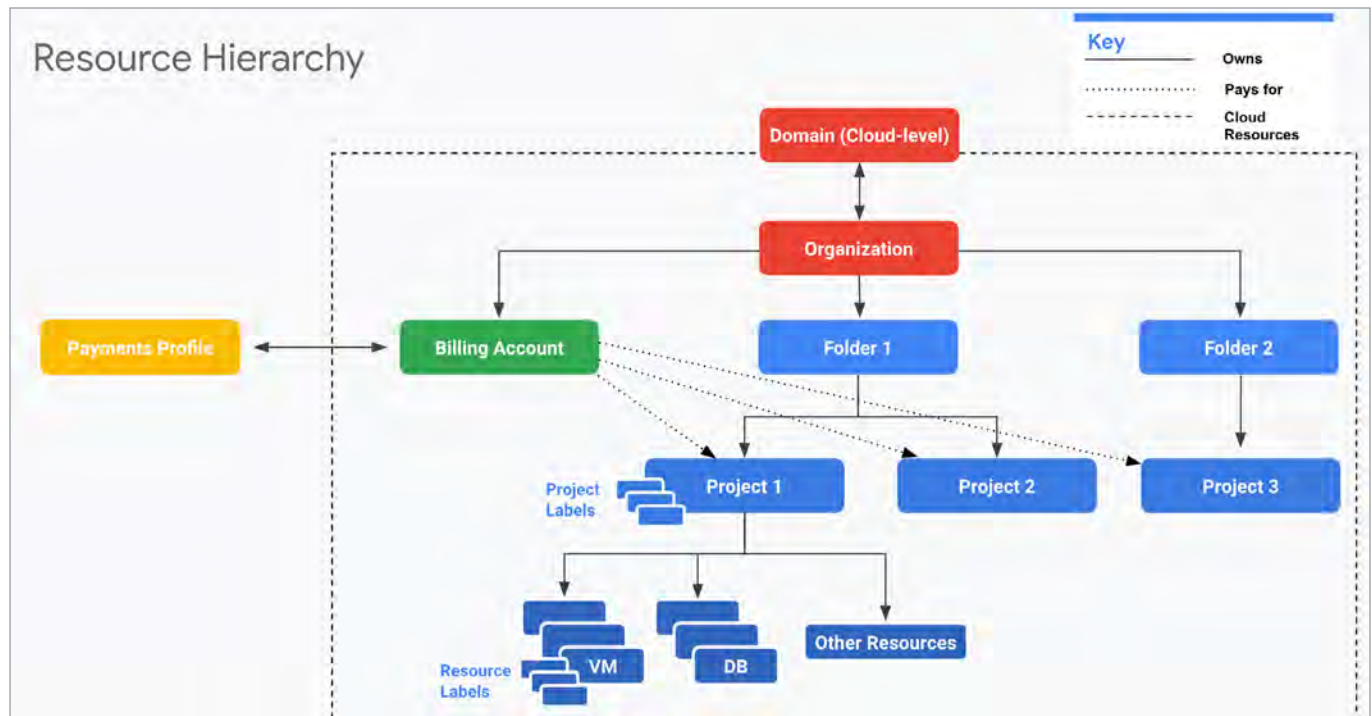 Resource Hierarchy
Key
Owns
Pays for
Cloud
Resources
Domain (Cloud-level)
Organization
Payments Profile
Billing Account
Folder 1
Folder 2
Project
Labels
Project 1
Project 2
Project 3
Resource
Labels
VM
DB
Other Resources